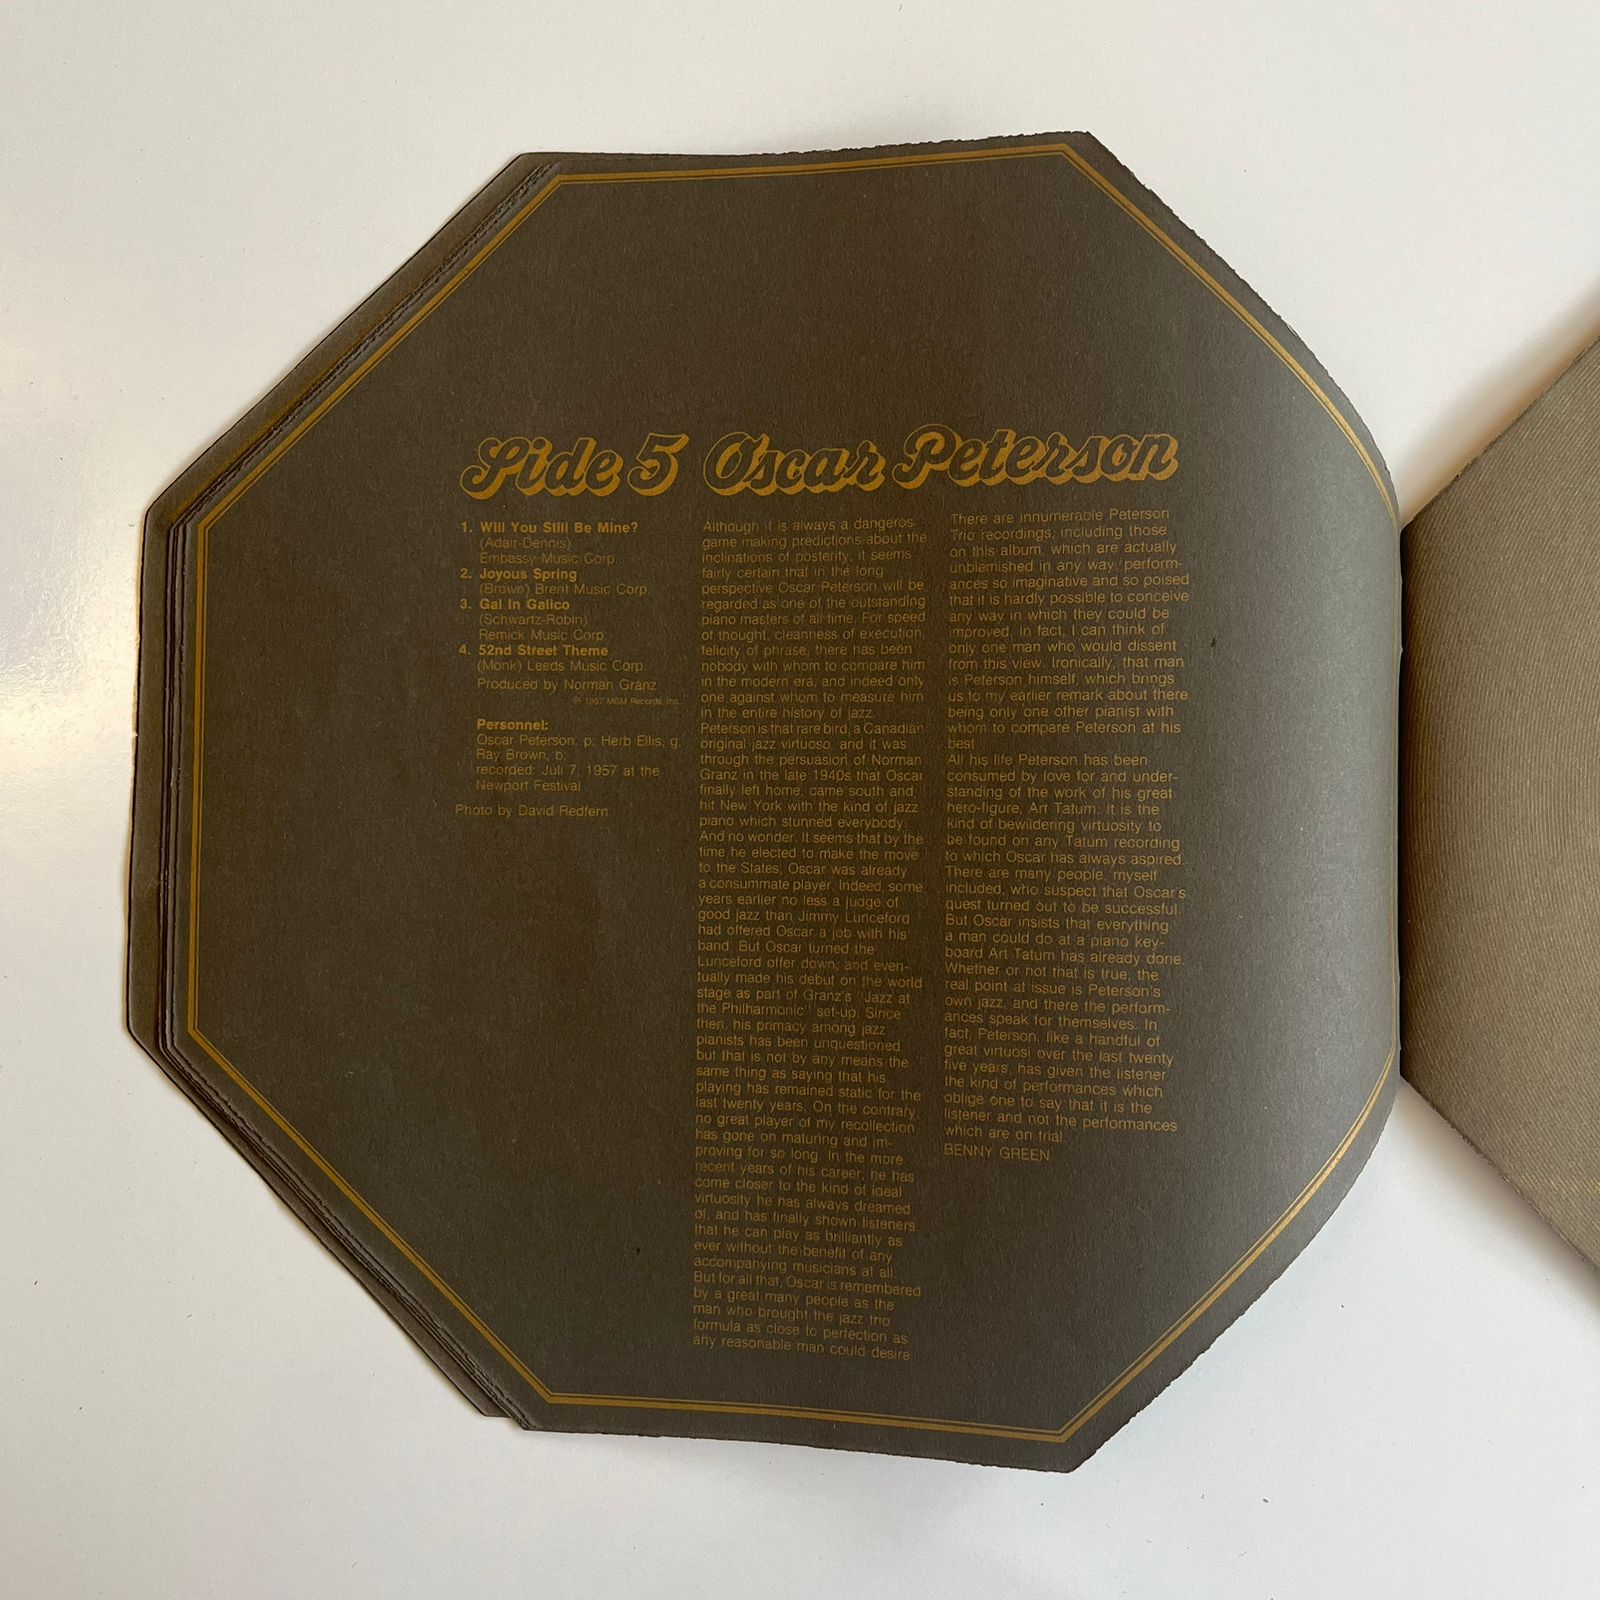 Side 5 Oscar Peterson
1. Will You Still Be Mine?
(Adair-Dennis)
Embassy Music Corp.
2. Joyous Spring
(Brown) Brent Music Corp.
3. Gal In Galico
(Schwartz-Robin)
Remick Music Corp.
4. 52nd Street Theme
(Monk) Leeds Music Corp.
Produced by Norman Granz
℗ 1957 MGM Records, Inc.
Personnel:
Oscar Peterson, p; Herb Ellis, g;
Ray Brown, b;
recorded: Juli 7, 1957 at the
Newport Festival
Photo by David Redfern
Although it is always a dangeros
game making predictions about the
inclinations of posterity, it seems
fairly certain that in the long
perspective Oscar Peterson will be
regarded as one of the outstanding
piano masters of all time. For speed
of thought, cleanness of execution,
felicity of phrase, there has been
nobody with whom to compare him
in the modern era, and indeed only
one against whom to measure him
in the entire history of jazz.
Peterson is that rare bird, a Canadian
original jazz virtuoso, and it was
through the persuasion of Norman
Granz in the late 1940s that Oscar
finally left home, came south and
hit New York with the kind of jazz
piano which stunned everybody.
And no wonder. It seems that by the
time he elected to make the move
to the States, Oscar was already
a consummate player. Indeed, some
years earlier no less a judge of
good jazz than Jimmy Lunceford
had offered Oscar a job with his
band. But Oscar turned the
Lunceford offer down, and even-
tually made his debut on the world
stage as part of Granz's "Jazz at
the Philharmonic" set-up. Since
then, his primacy among jazz
pianists has been unquestioned,
but that is not by any means the
same thing as saying that his
playing has remained static for the
last twenty years. On the contrary,
no great player of my recollection
has gone on maturing and im-
proving for so long. In the more
recent years of his career, he has
come closer to the kind of ideal
virtuosity he has always dreamed
of, and has finally shown listeners
that he can play as brilliantly as
ever without the benefit of any
accompanying musicians at all.
But for all that, Oscar is remembered
by a great many people as the
man who brought the jazz trio
formula as close to perfection as
any reasonable man could desire
There are innumerable Peterson
Trio recordings, including those
on this album, which are actually
unblemished in any way, perform-
ances so imaginative and so poised
that it is hardly possible to conceive
any way in which they could be
improved. In fact, I can think of
only one man who would dissent
from this view. Ironically, that man
is Peterson himself, which brings
us to my earlier remark about there
being only one other pianist with
whom to compare Peterson at his
best.
All his life Peterson has been
consumed by love for and under-
standing of the work of his great
hero-figure, Art Tatum. It is the
kind of bewildering virtuosity to
be found on any Tatum recording
to which Oscar has always aspired.
There are many people, myself
included, who suspect that Oscar's
quest turned out to be successful.
But Oscar insists that everything
a man could do at a piano key-
board Art Tatum has already done.
Whether or not that is true, the
real point at issue is Peterson's
own jazz, and there the perform-
ances speak for themselves. In
fact, Peterson, like a handful of
great virtuosi over the last twenty
five years, has given the listener
the kind of performances which
oblige one to say that it is the
listener and not the performances
which are on trial.
BENNY GREEN